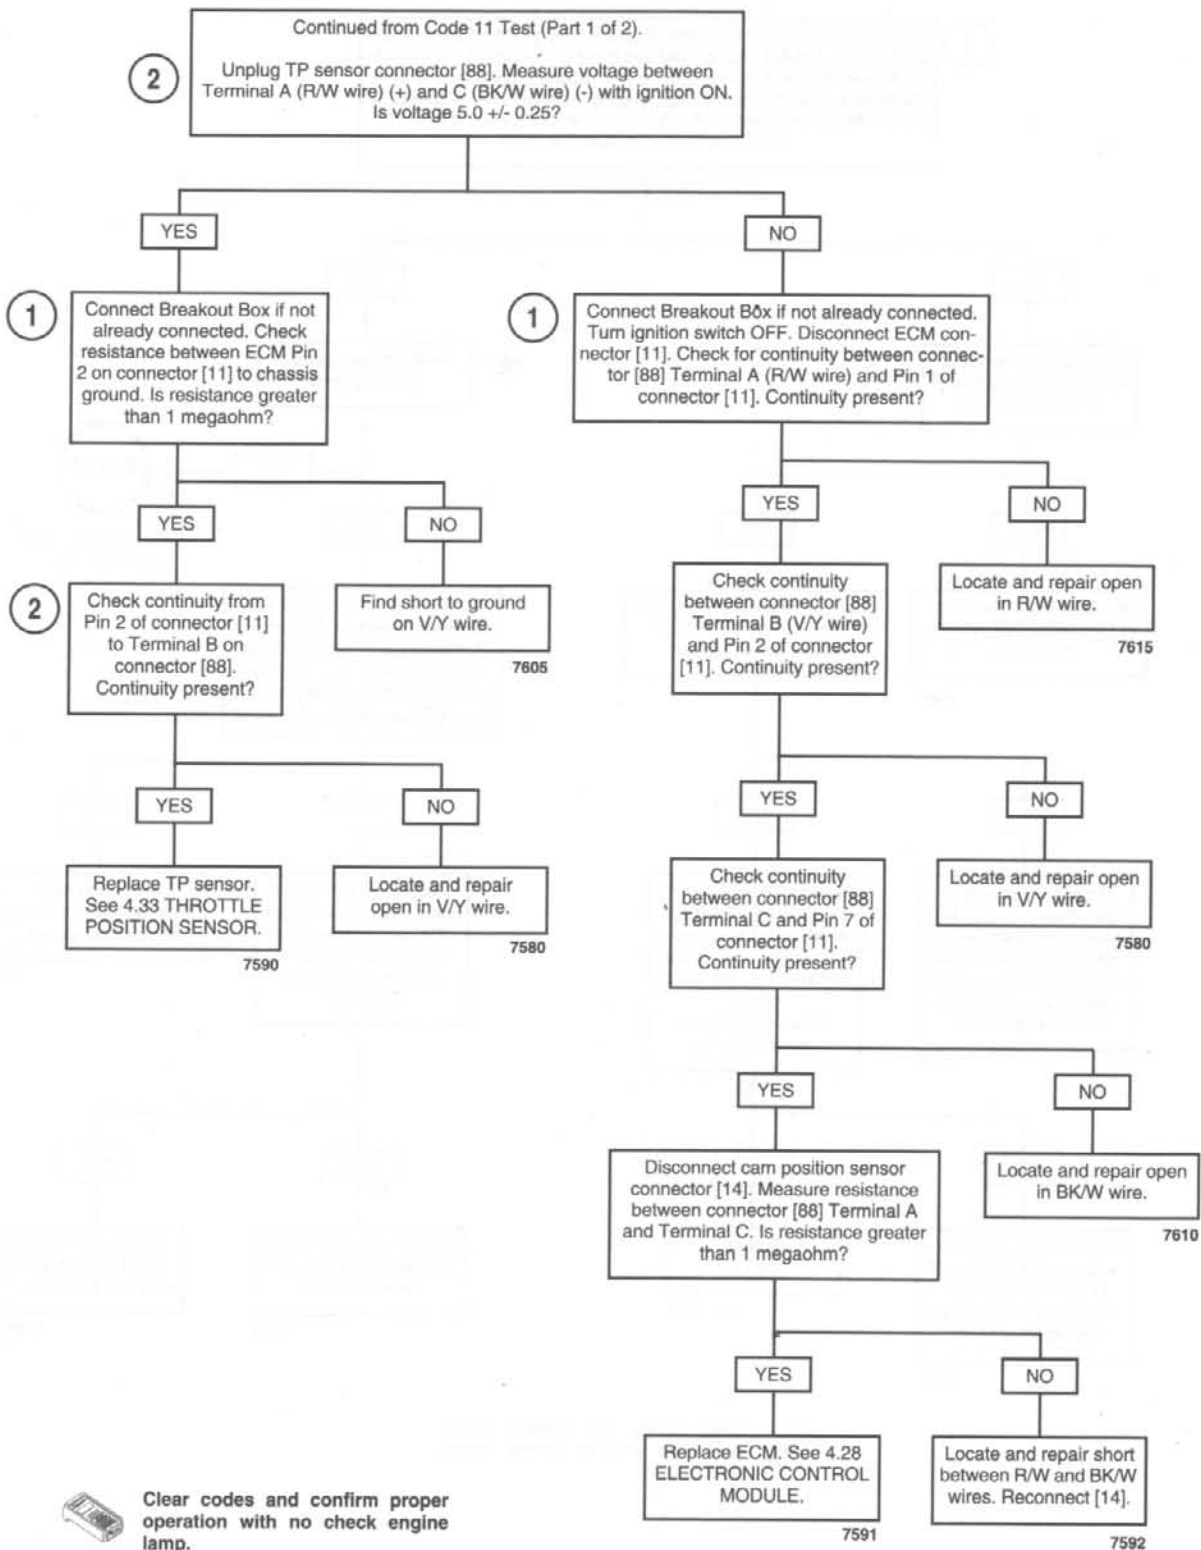 Continued from Code 11 Test (Part 1 of 2).
2
Unplug TP sensor connector [88]. Measure voltage between
Terminal A (R/W wire) (+) and C (BK/W wire) (-) with ignition ON.
Is voltage 5.0 +/- 0.25?
YES
NO
1
Connect Breakout Box if not
already connected. Check
resistance between ECM Pin
2 on connector [11] to chassis
ground. Is resistance greater
than 1 megaohm?
1
Connect Breakout Box if not already connected.
Turn ignition switch OFF. Disconnect ECM con-
nector [11]. Check for continuity between connec-
tor [88] Terminal A (R/W wire) and Pin 1 of
connector [11]. Continuity present?
YES
NO
YES
NO
2
Check continuity from
Pin 2 of connector [11]
to Terminal B on
connector [88].
Continuity present?
Find short to ground
on V/Y wire.
7605
Check continuity
between connector [88]
Terminal B (V/Y wire)
and Pin 2 of connector
[11]. Continuity present?
Locate and repair open
in R/W wire.
7615
YES
NO
YES
NO
Replace TP sensor.
See 4.33 THROTTLE
POSITION SENSOR.
7590
Locate and repair
open in V/Y wire.
7580
Check continuity
between connector [88]
Terminal C and Pin 7 of
connector [11].
Continuity present?
Locate and repair open
in V/Y wire.
7580
YES
NO
Disconnect cam position sensor
connector [14]. Measure resistance
between connector [88] Terminal A
and Terminal C. Is resistance greater
than 1 megaohm?
Locate and repair open
in BK/W wire.
7610
YES
NO
Replace ECM. See 4.28
ELECTRONIC CONTROL
MODULE.
7591
Locate and repair short
between R/W and BK/W
wires. Reconnect [14].
7592
Clear codes and confirm proper
operation with no check engine
lamp.